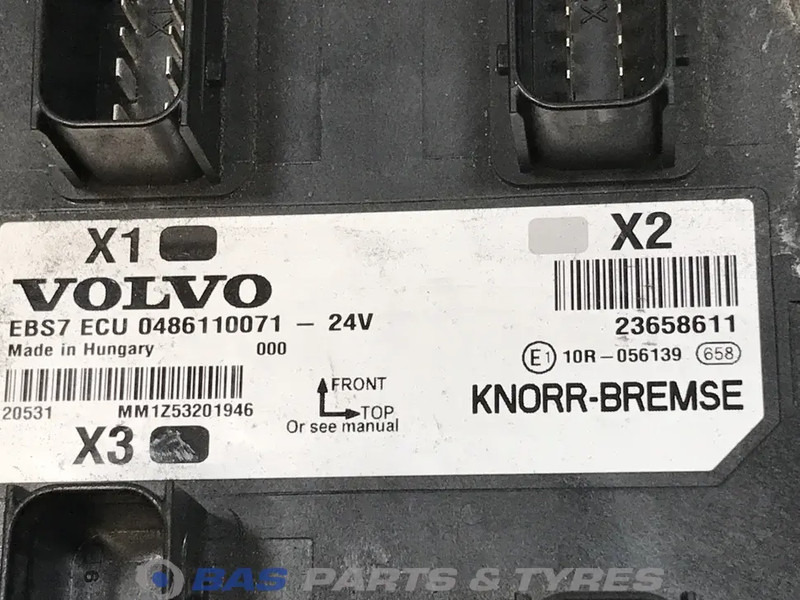 X1
X2
VOLVO
EBS7 ECU 0486110071 - 24V
23658611
Made in Hungary 000
E1 10R-056139 658
FRONT
TOP
Or see manual
KNORR-BREMSE
20531 MM1Z53201946
X3
BAS PARTS & TYRES